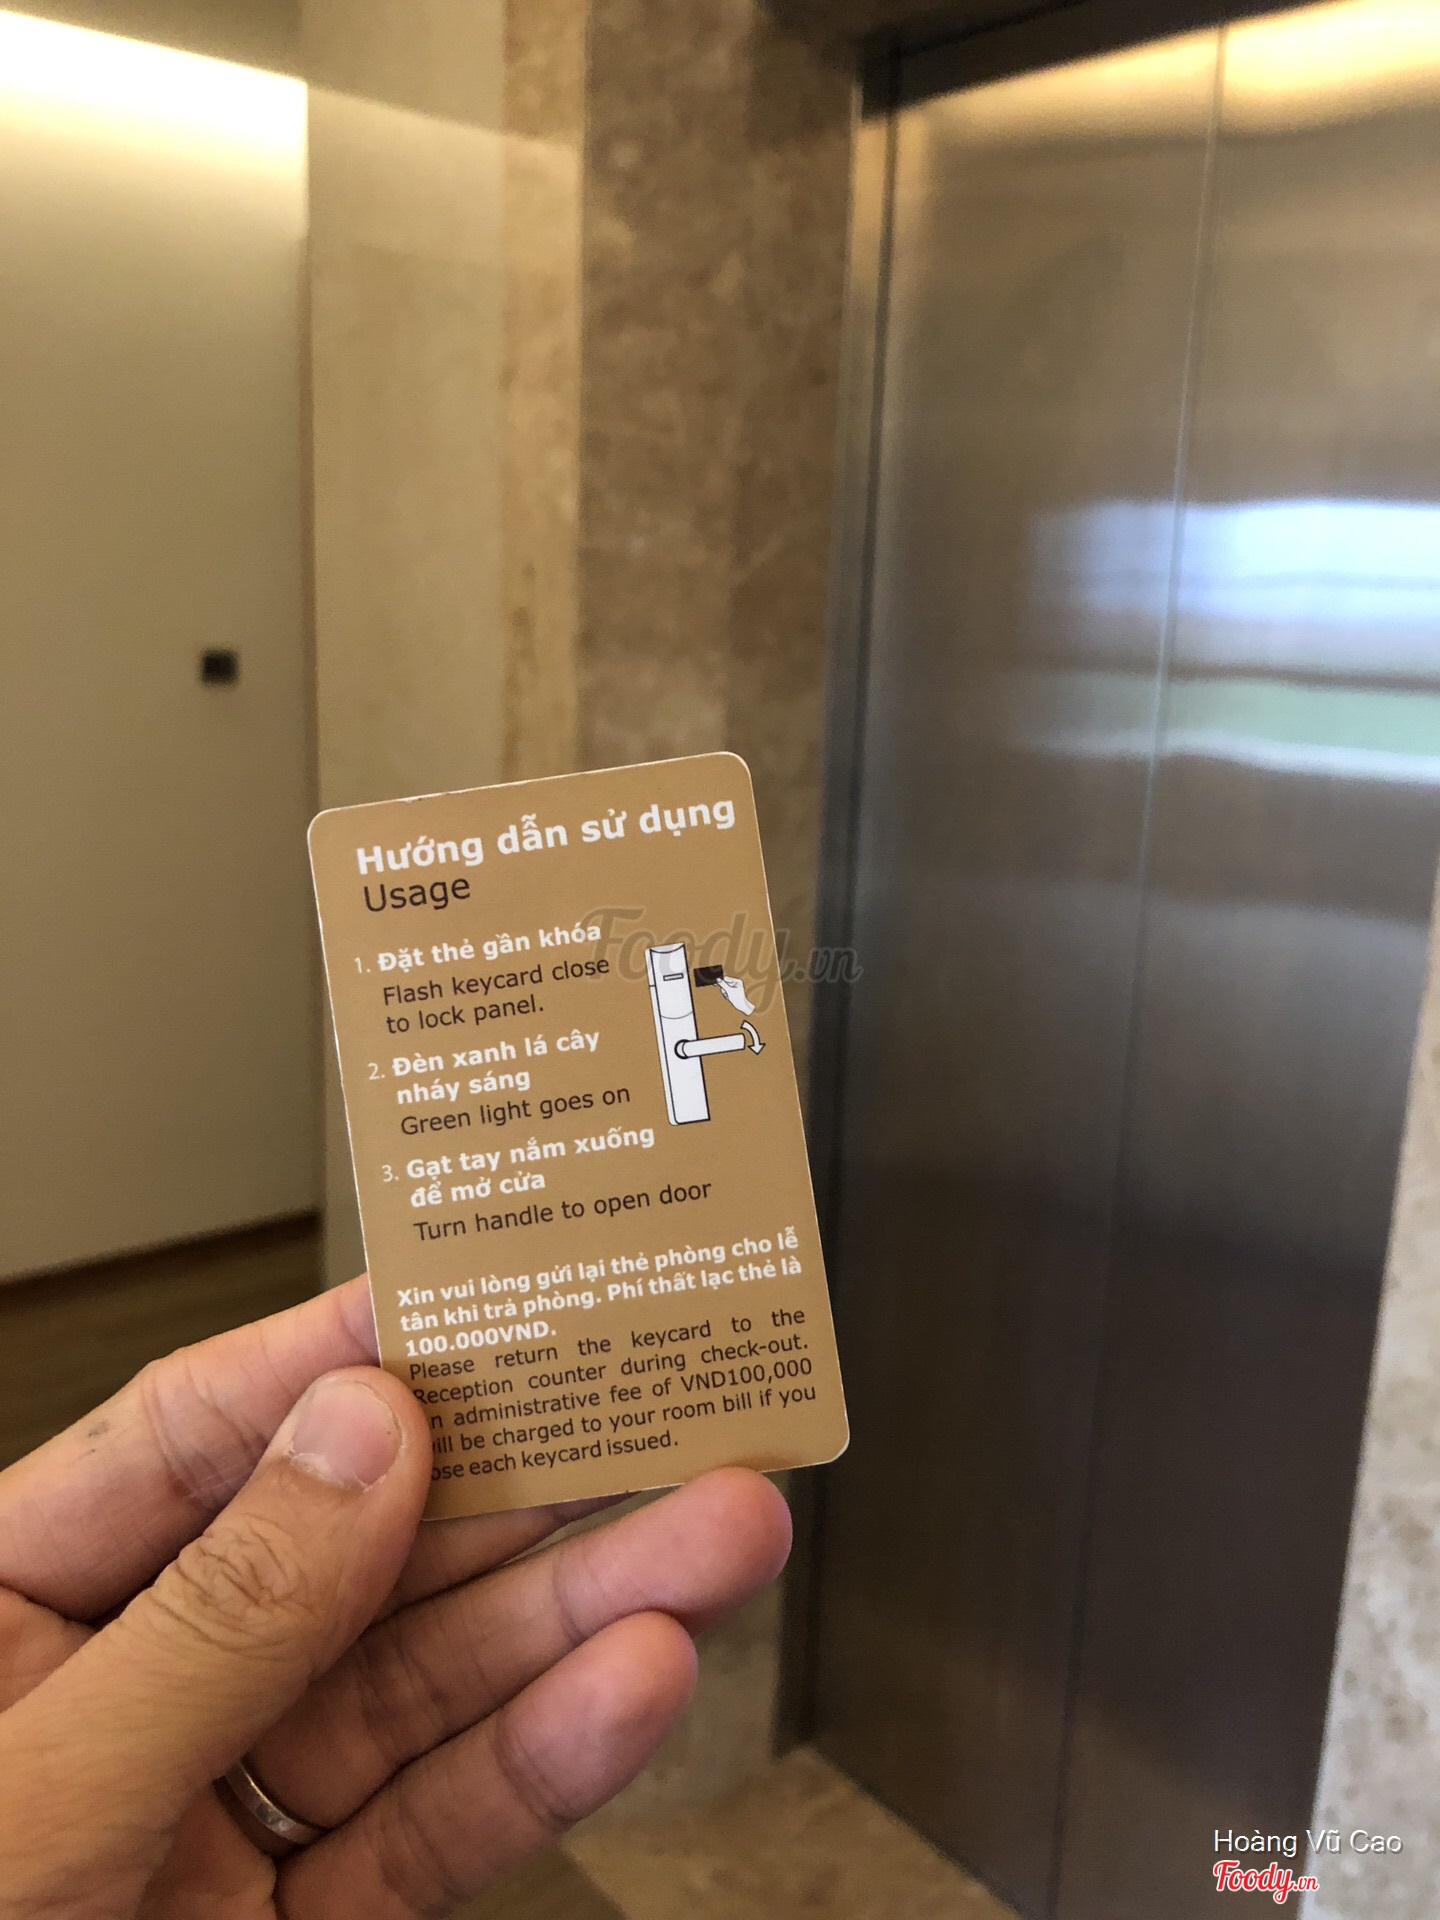 Hướng dẫn sử dụng
Usage
1. Đặt thẻ gần khóa
Flash keycard close
to lock panel.
2. Đèn xanh lá cây
nháy sáng
Green light goes on
3. Gạt tay nắm xuống
để mở cửa
Turn handle to open door
Xin vui lòng gửi lại thẻ phòng cho lễ
tân khi trả phòng. Phí thất lạc thẻ là
100.000VND.
Please return the keycard to the
Reception counter during check-out.
administrative fee of VND100,000
be charged to your room bill if you
each keycard issued.
Foody.vn
Hoàng Vũ Cao
Foody.vn